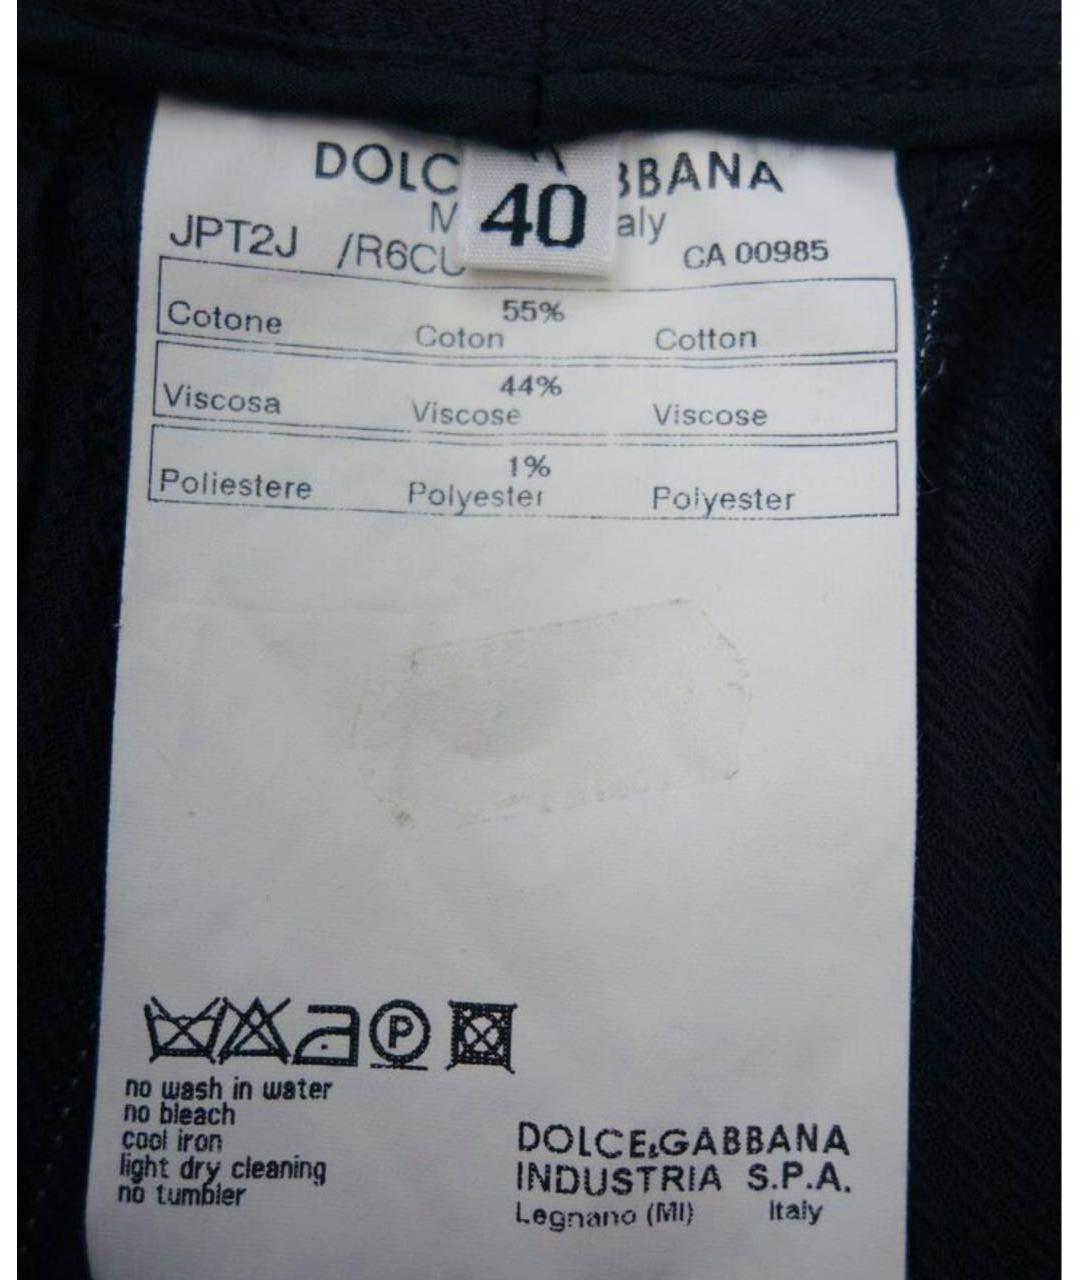 DOLC BBANA
40
aly
JPT2J /R6CU CA 00985
55%
Cotone Coton Cotton
44%
Viscosa Viscose Viscose
1%
Poliestere Polyester Polyester
P
no wash in water
no bleach
cool iron
light dry cleaning
no tumbler
DOLCE&GABBANA
INDUSTRIA S.P.A.
Legnano (MI) Italy